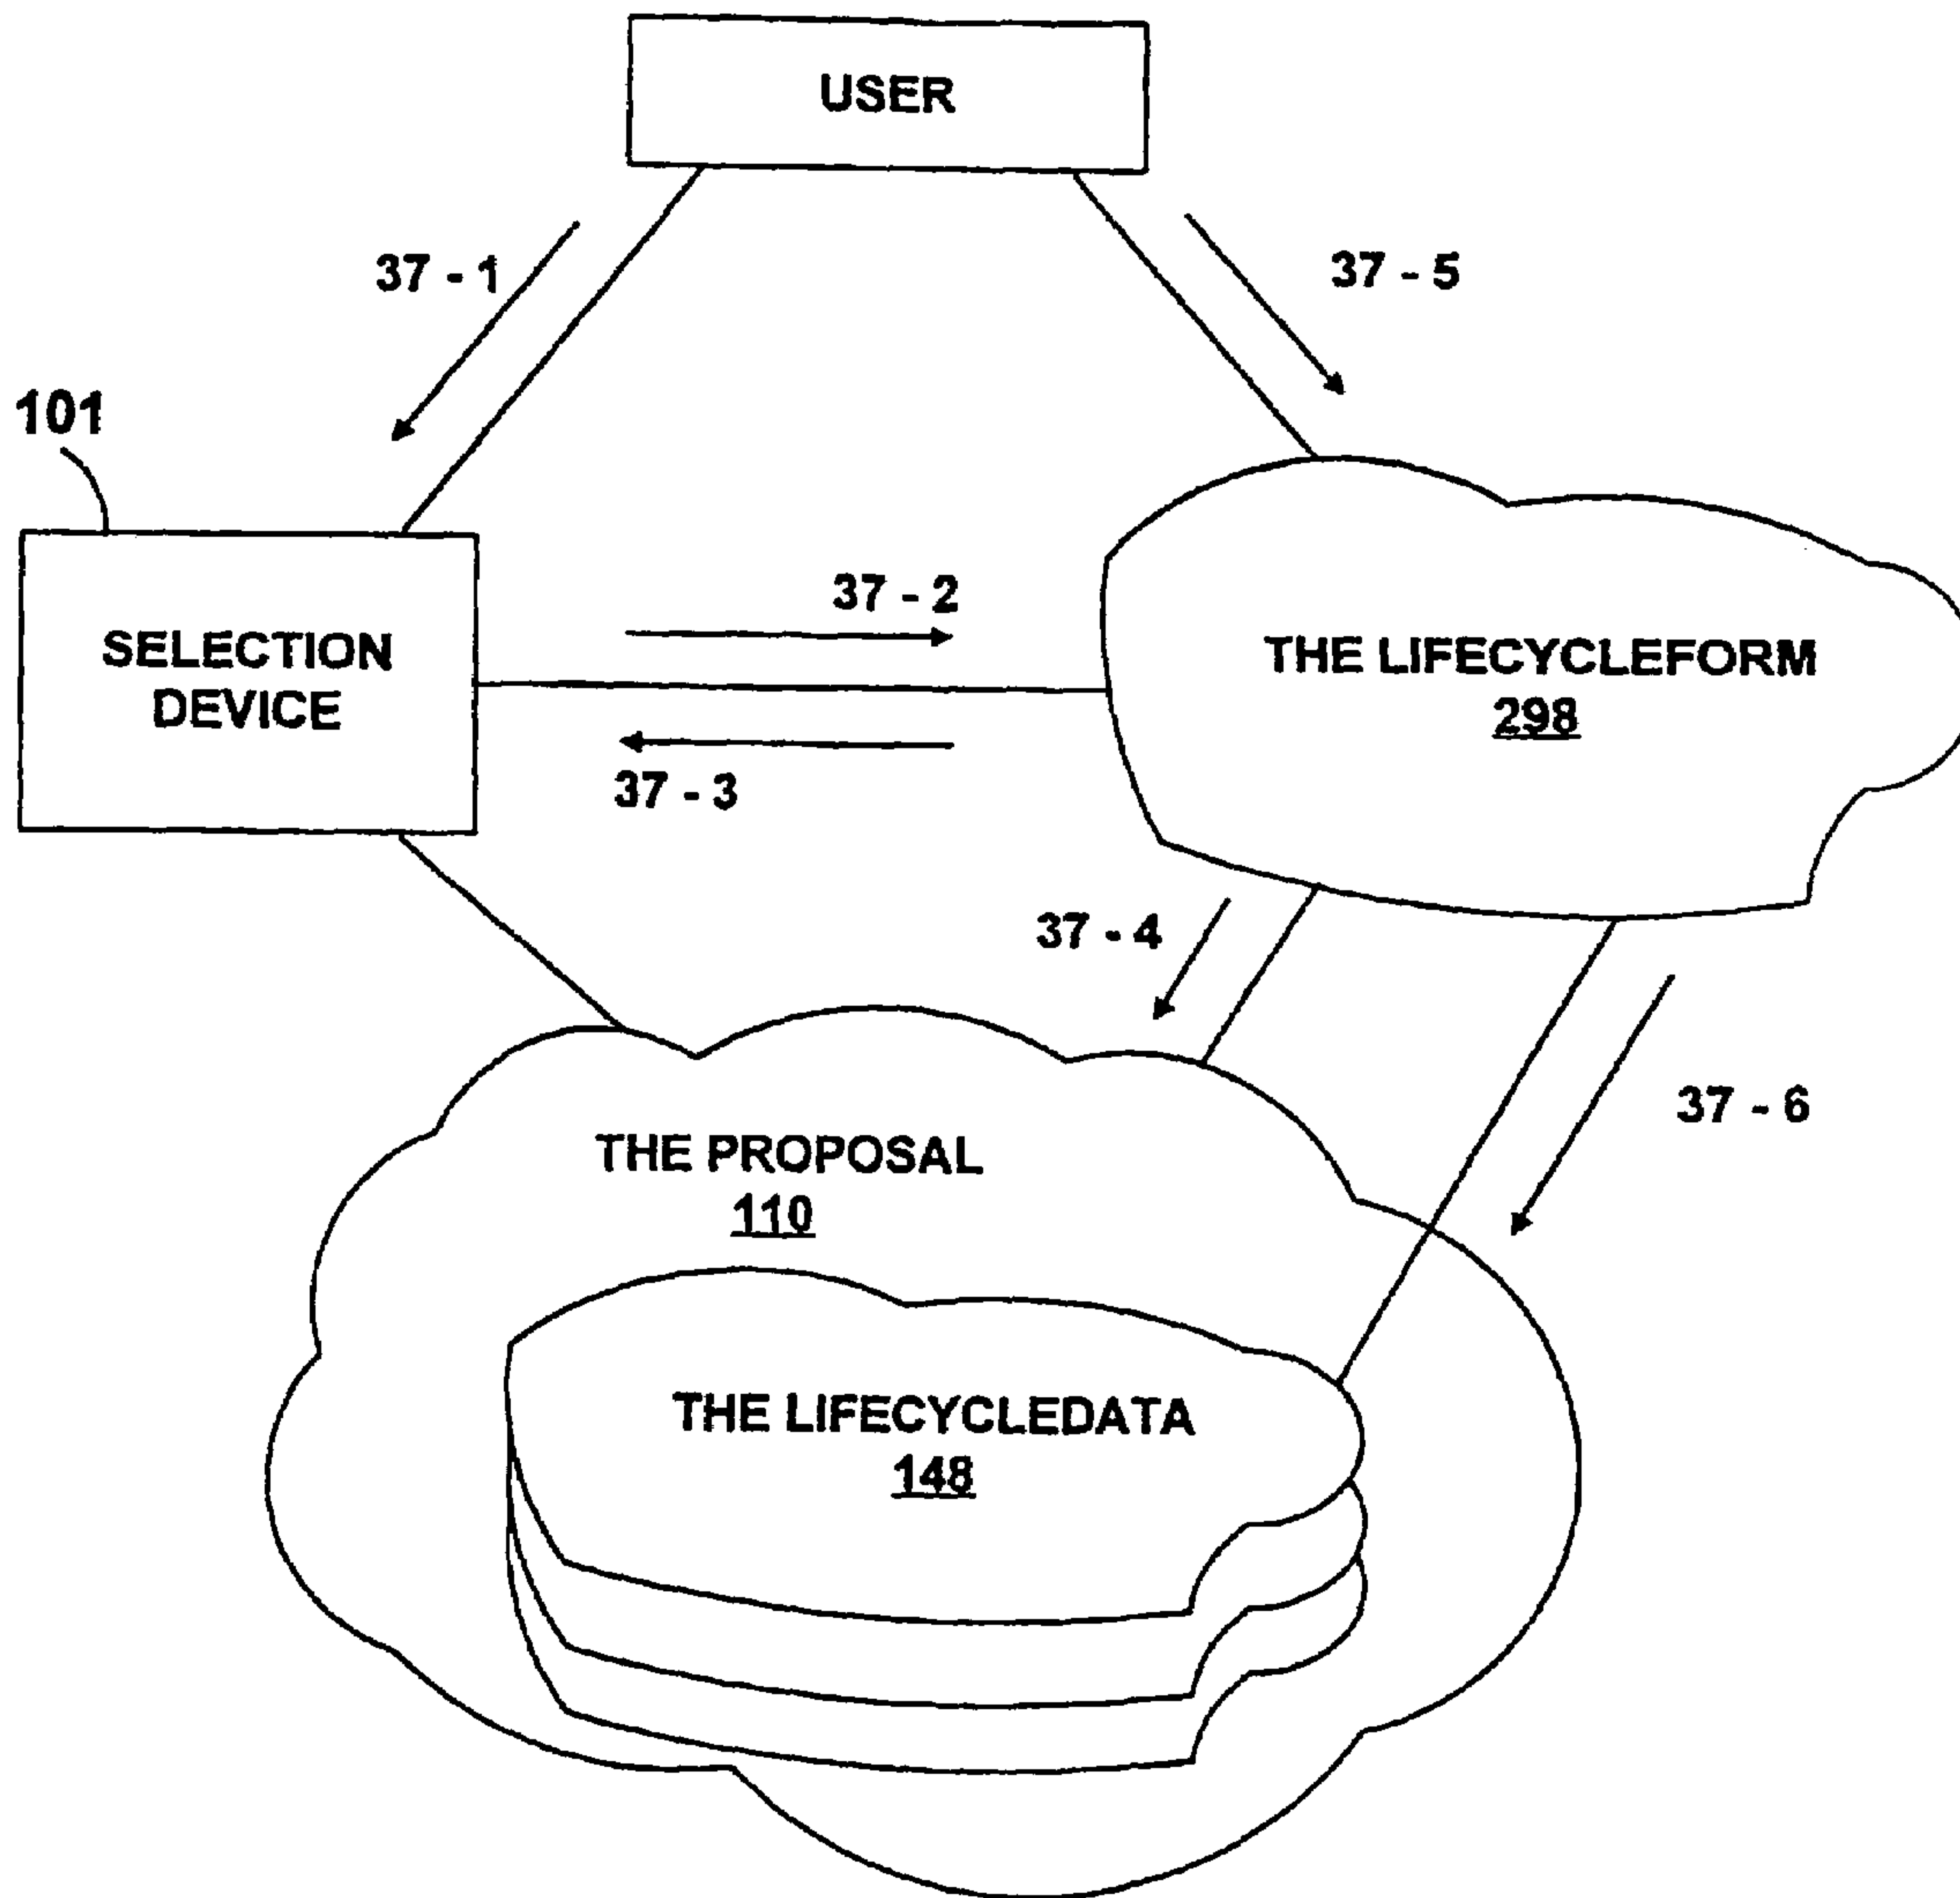 USER
37 - 1
37 - 5
101
37 - 2
SELECTION
DEVICE
THE LIFECYCLEFORM
298
37 - 3
37 - 4
37 - 6
THE PROPOSAL
110
THE LIFECYCLEDATA
148